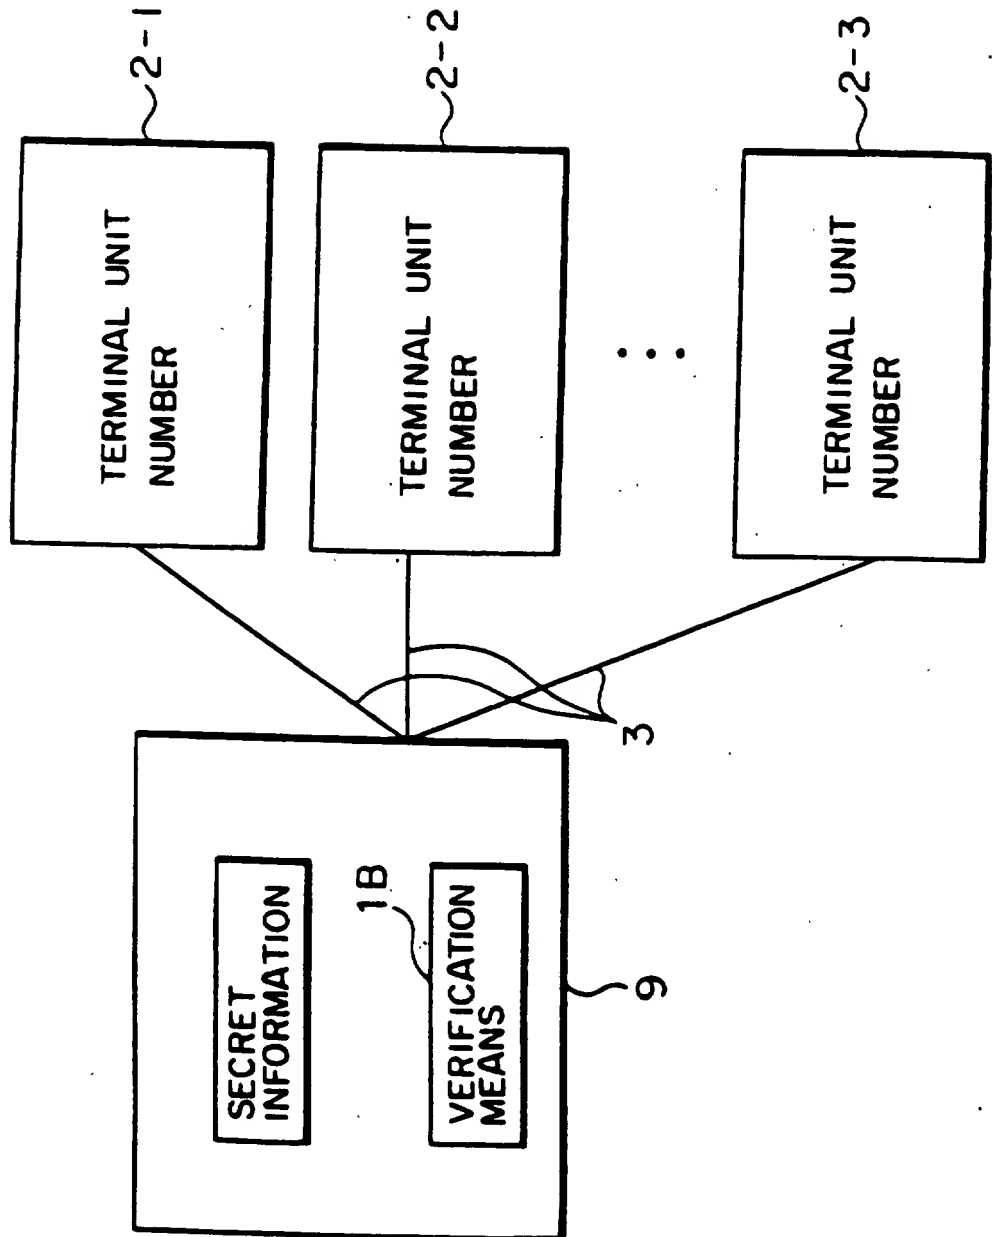 SECRET
INFORMATION
1B
VERIFICATION
MEANS
9
3
TERMINAL UNIT
NUMBER
2-1
TERMINAL UNIT
NUMBER
2-2
TERMINAL UNIT
NUMBER
2-3